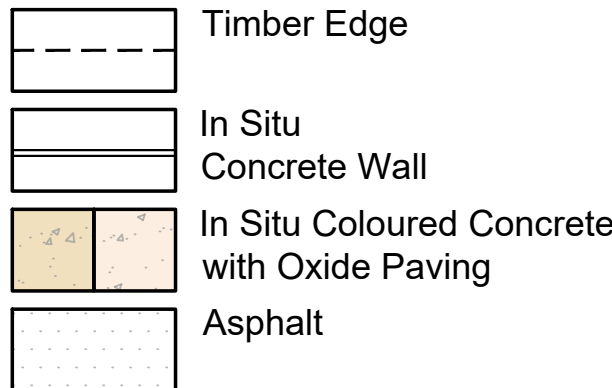 Timber Edge
In Situ
Concrete Wall
In Situ Coloured Concrete
with Oxide Paving
Asphalt